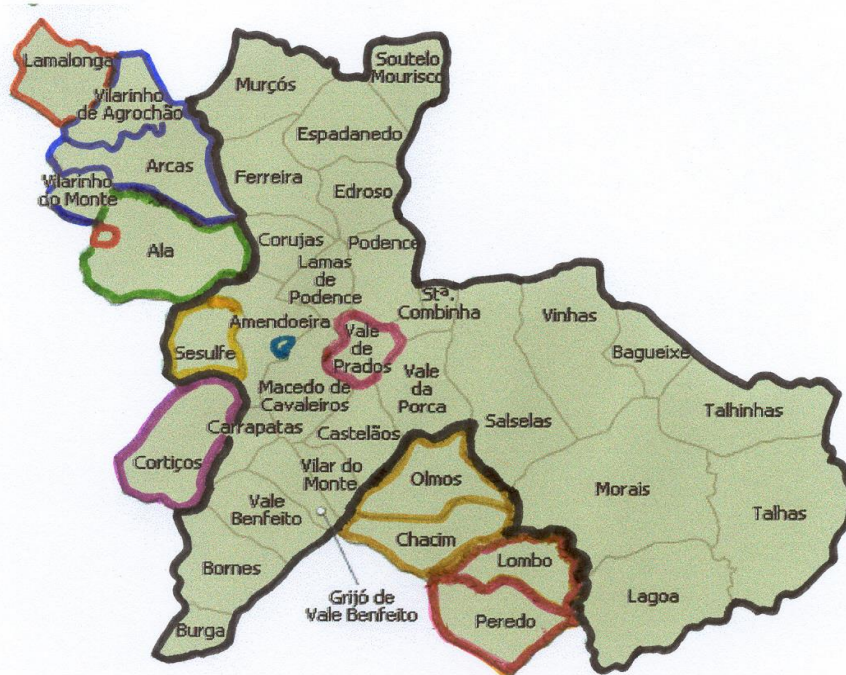 Lamalonga
Vilarinho
de Agrochão
Arcas
Vilarinho
do Monte
Ala
Murçós
Soutelo
Mourisco
Espadanedo
Ferreira
Edroso
Corujas
Podence
Lamas
de
Podence
Stª.
Combinha
Amendoeira
Sesulfe
Vale
de
Prados
Vinhas
Bagueixe
Macedo de
Cavaleiros
Vale
da
Porca
Talhinhas
Carrapatas
Castelãos
Salselas
Cortiços
Vilar do
Monte
Olmos
Morais
Vale
Benfeito
Talhas
Chacim
Bornes
Lombo
Grijó de
Vale Benfeito
Lagoa
Burga
Peredo